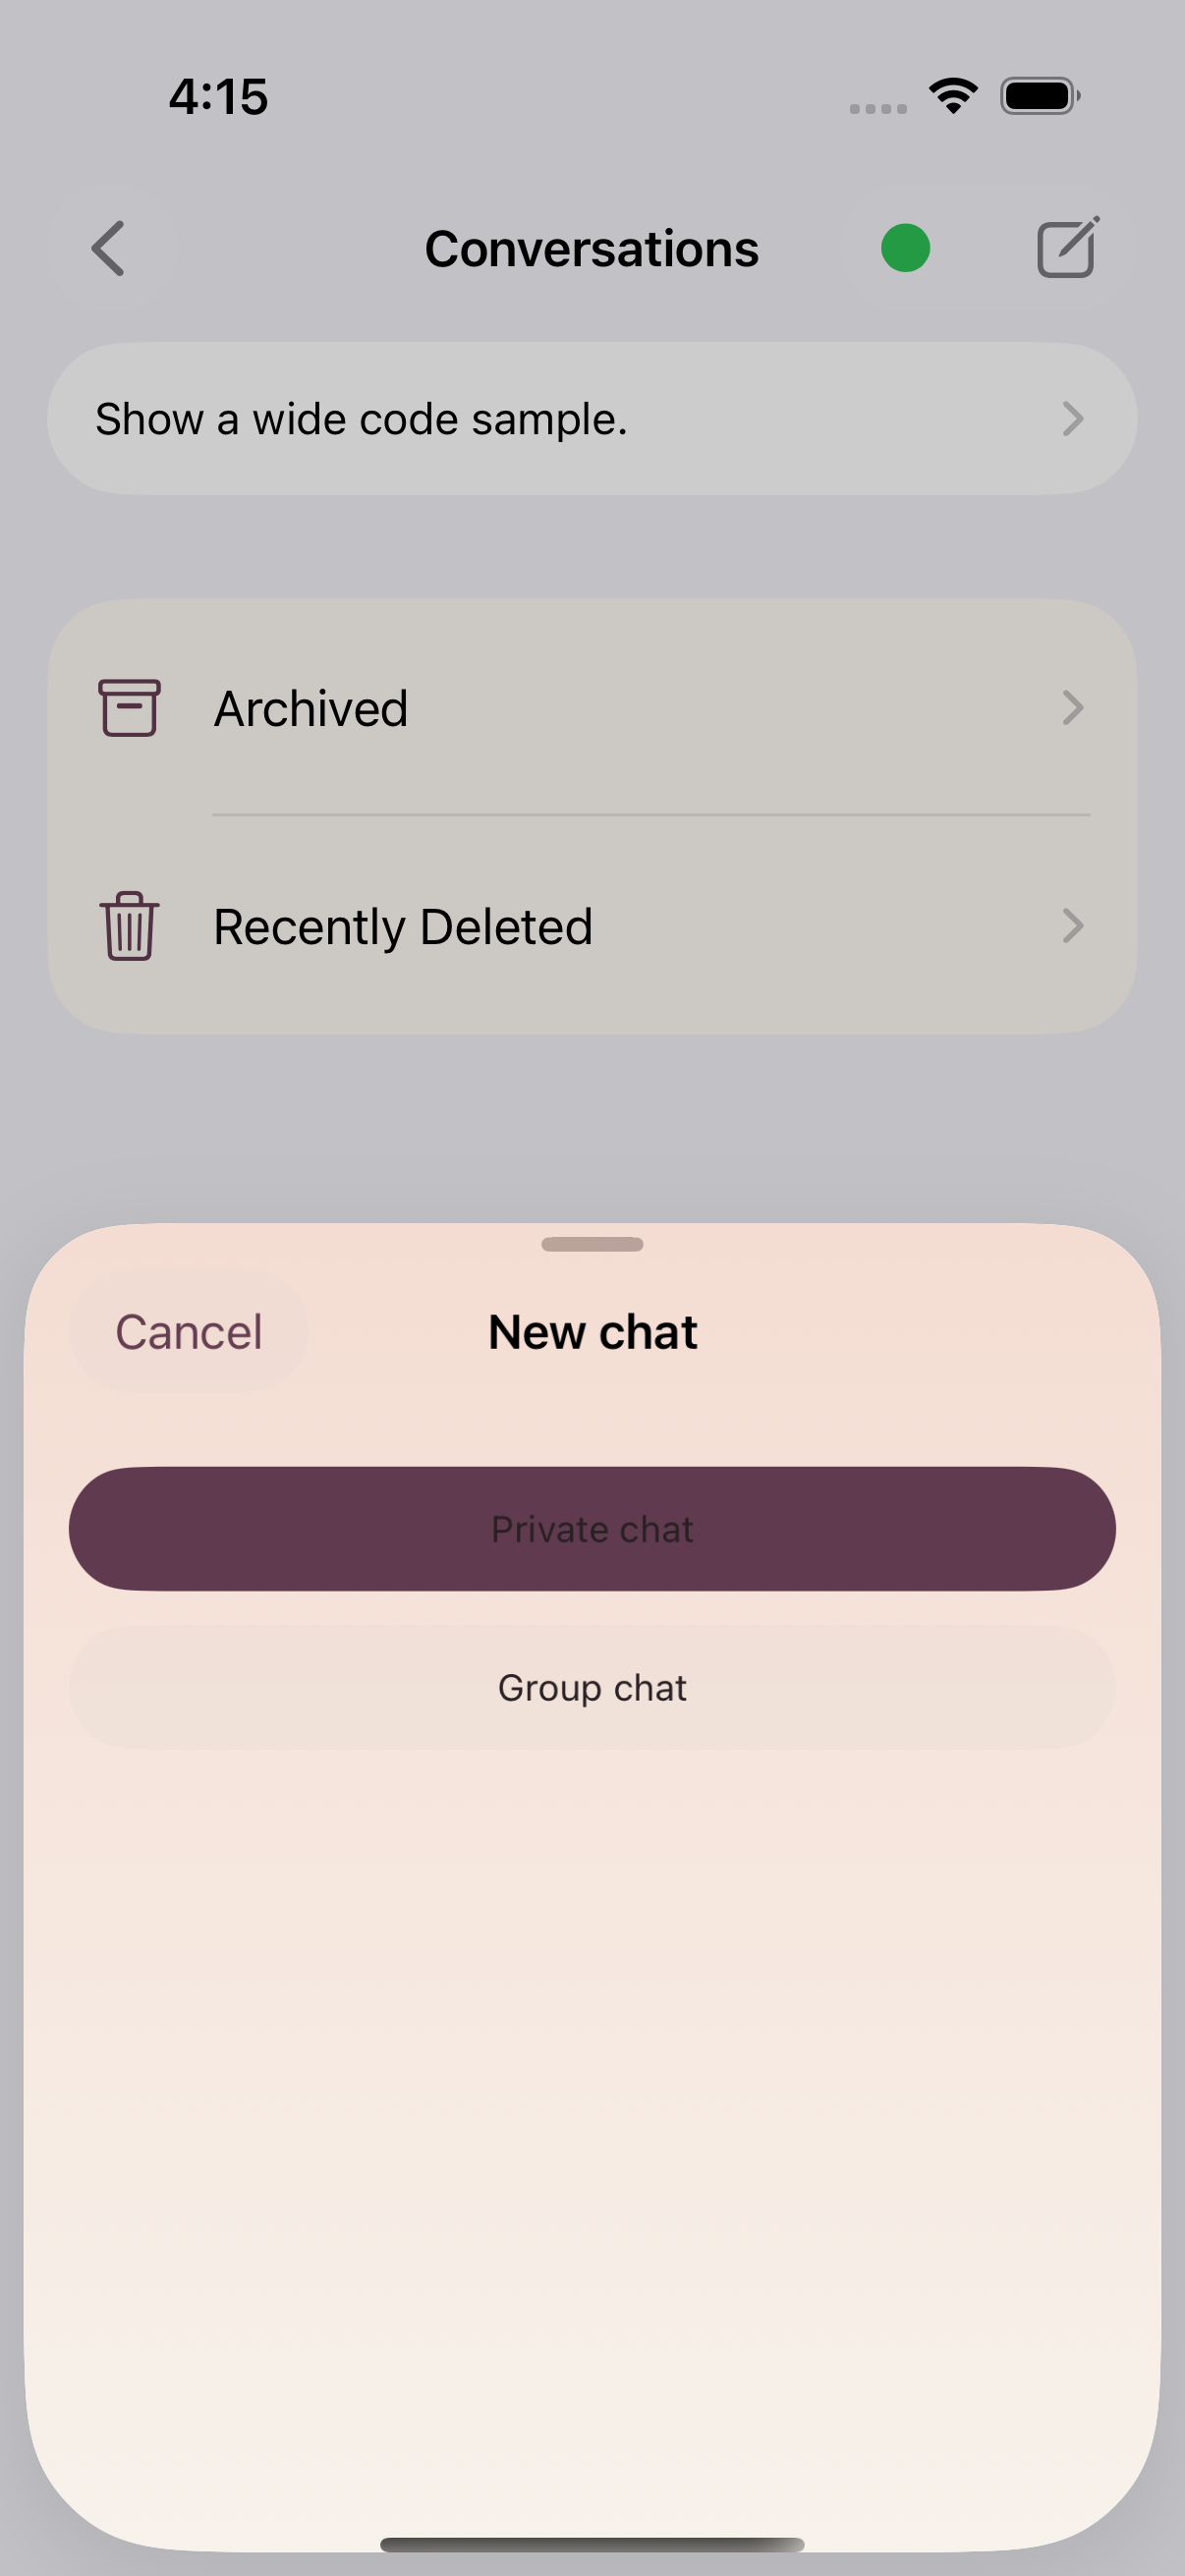 4:15
Conversations
Show a wide code sample.
Archived
Recently Deleted
Cancel
New chat
Private chat
Group chat